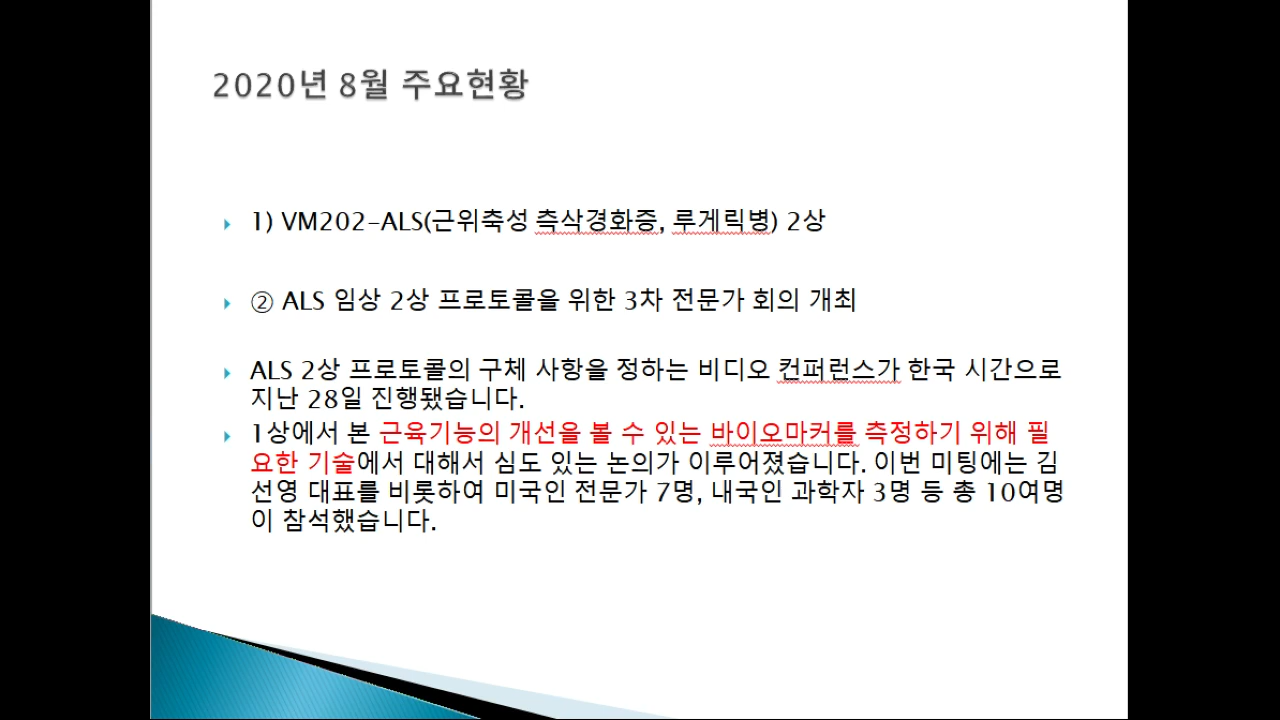 2020년 8월 주요현황
1) VM202-ALS(근위축성 측삭경화증, 루게릭병) 2상
② ALS 임상 2상 프로토콜을 위한 3차 전문가 회의 개최
ALS 2상 프로토콜의 구체 사항을 정하는 비디오 컨퍼런스가 한국 시간으로
지난 28일 진행됐습니다.
1상에서 본 근육기능의 개선을 볼 수 있는 바이오마커를 측정하기 위해 필
요한 기술에서 대해서 심도 있는 논의가 이루어졌습니다. 이번 미팅에는 김
선영 대표를 비롯하여 미국인 전문가 7명, 내국인 과학자 3명 등 총 10여명
이 참석했습니다.